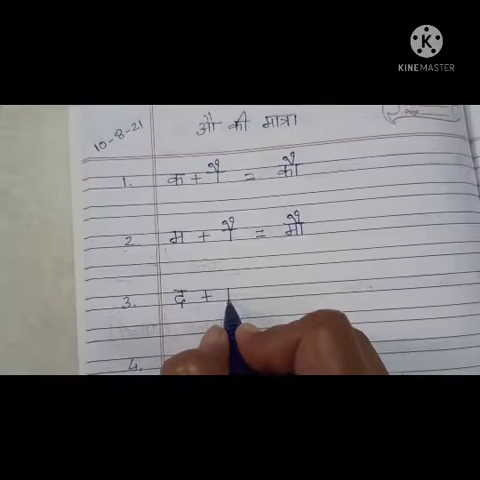 KINEMASTER
10-8-21
औ की मात्रा
1. क + ौ = कौ
2. म + ौ = मौ
3. द + ा
4.